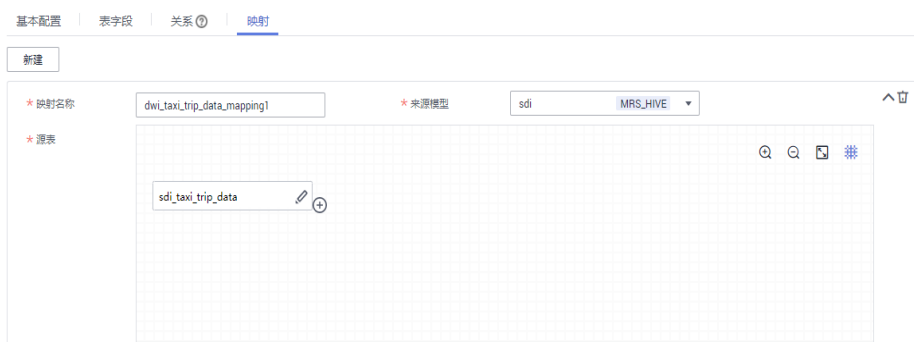 基本配置 表字段 关系 映射
新建
* 映射名称 dwi_taxi_trip_data_mapping1 * 来源模型 sdi MRS_HIVE
* 源表
sdi_taxi_trip_data